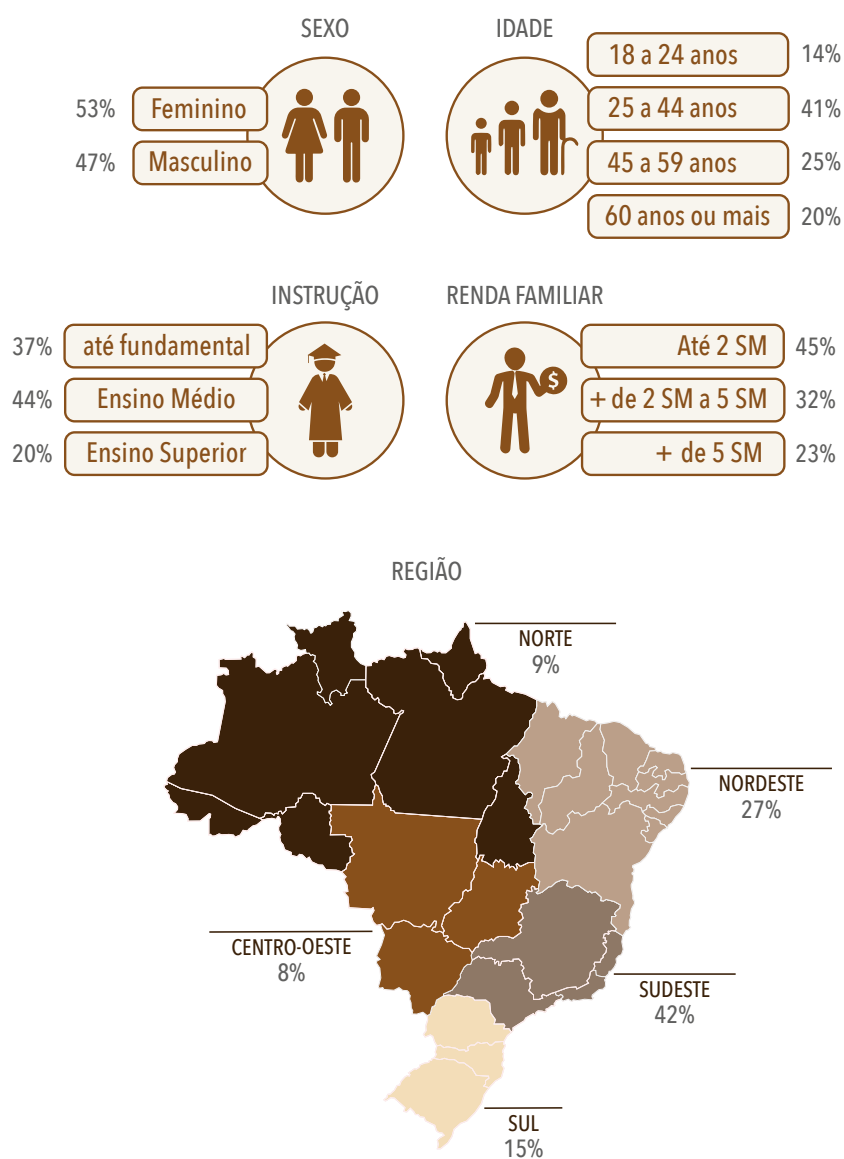 SEXO
53% Feminino
47% Masculino
IDADE
18 a 24 anos 14%
25 a 44 anos 41%
45 a 59 anos 25%
60 anos ou mais 20%
INSTRUÇÃO
37% até fundamental
44% Ensino Médio
20% Ensino Superior
RENDA FAMILIAR
$
Até 2 SM 45%
+ de 2 SM a 5 SM 32%
+ de 5 SM 23%
REGIÃO
NORTE
9%
NORDESTE
27%
CENTRO-OESTE
8%
SUDESTE
42%
SUL
15%